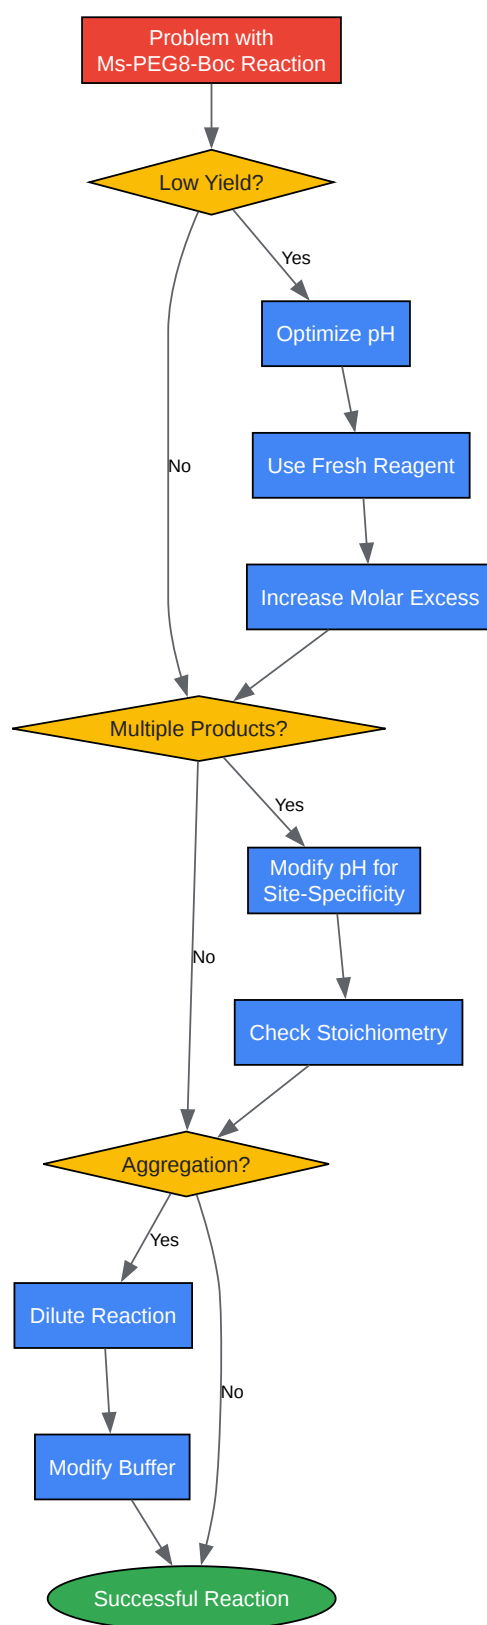 Problem with
Ms-PEG8-Boc Reaction
Low Yield?
Yes
Optimize pH
No
Use Fresh Reagent
Increase Molar Excess
Multiple Products?
Yes
Modify pH for
Site-Specificity
No
Check Stoichiometry
Aggregation?
Yes
Dilute Reaction
No
Modify Buffer
Successful Reaction